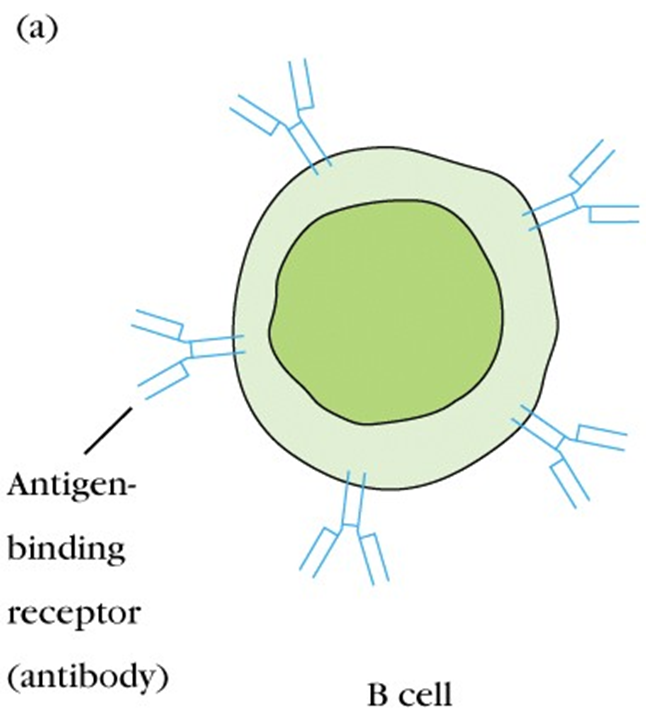 (a)
Antigen-
binding
receptor
(antibody)
B cell